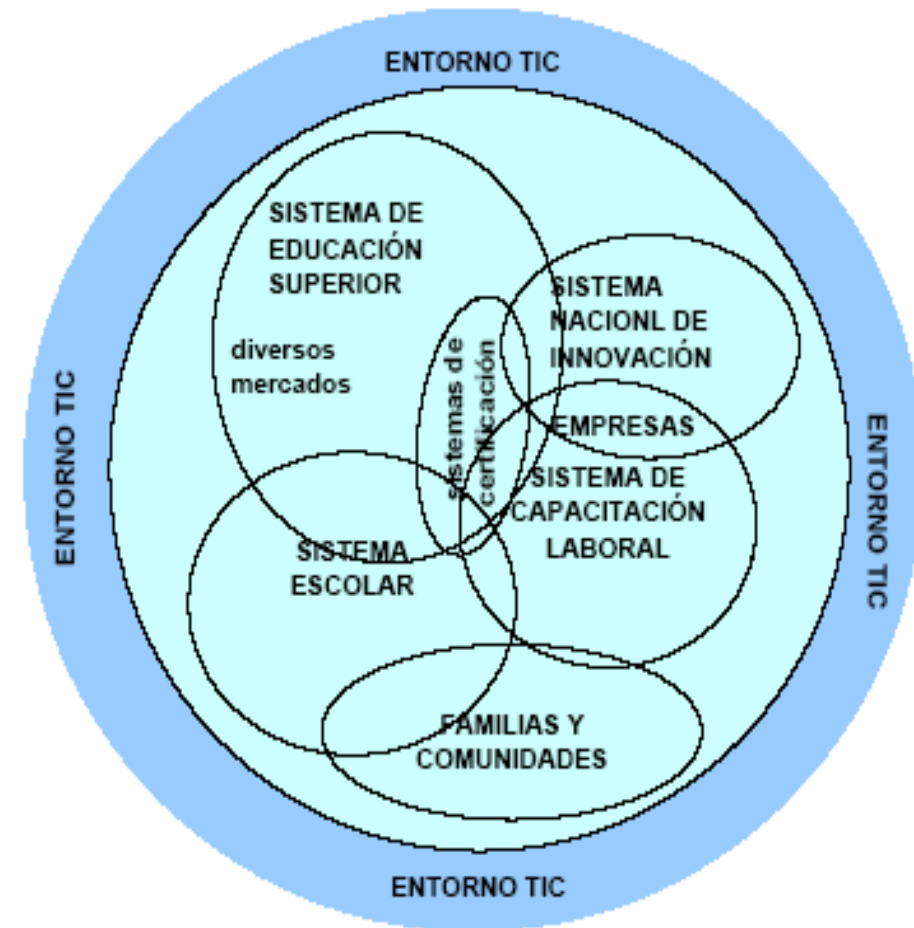 ENTORNO TIC
SISTEMA DE
EDUCACIÓN
SUPERIOR
diversos
mercados
sistemas de
certificación
SISTEMA
NACIONL DE
INNOVACIÓN
EMPRESAS
SISTEMA DE
CAPACITACIÓN
LABORAL
SISTEMA
ESCOLAR
FAMILIAS Y
COMUNIDADES
ENTORNO TIC
ENTORNO TIC
ENTORNO TIC